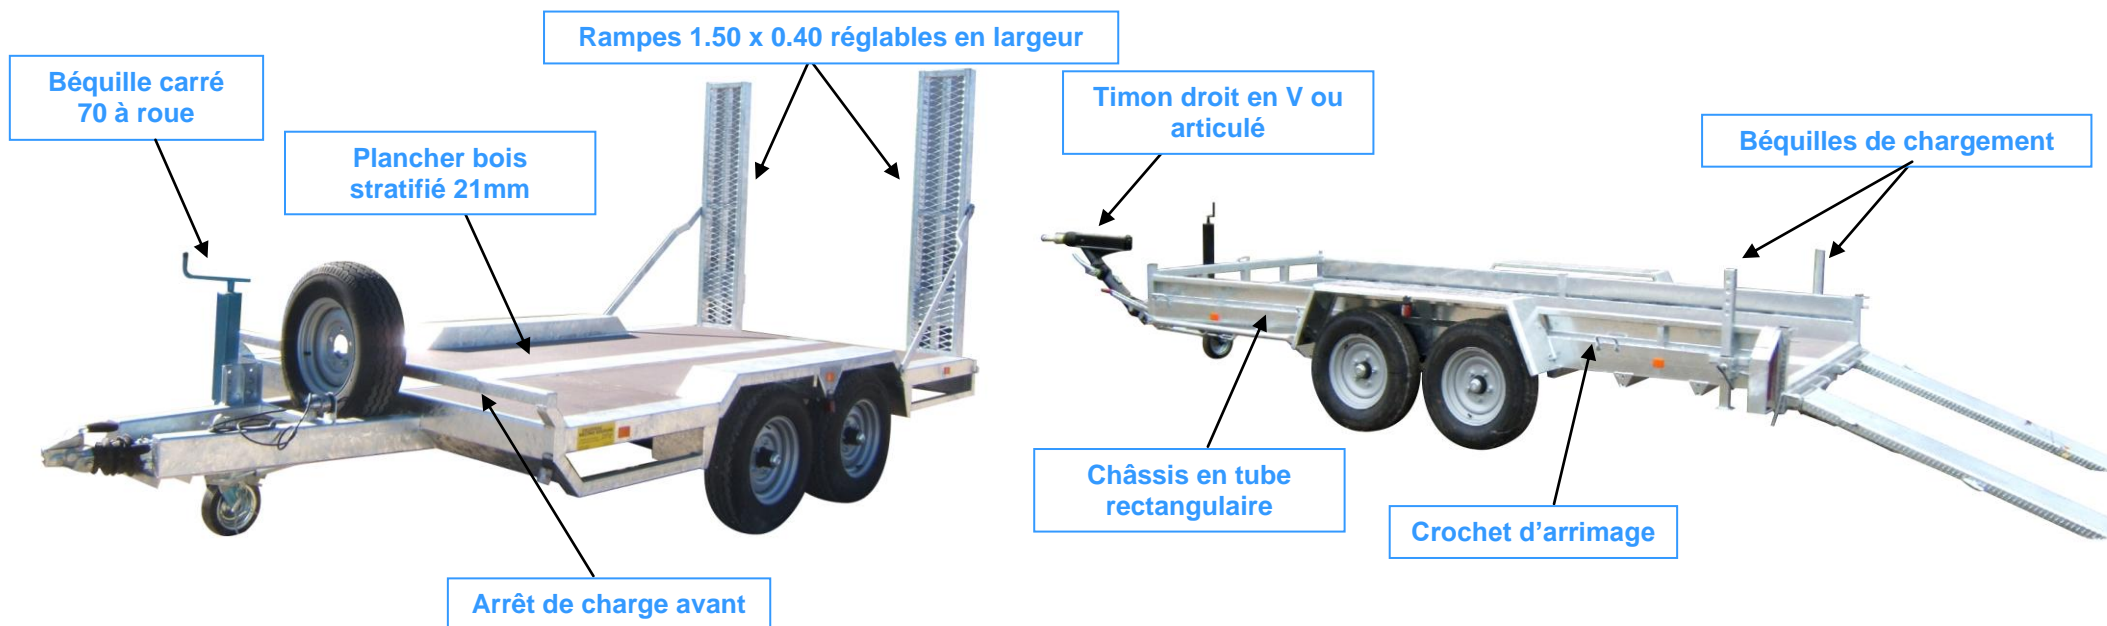 Rampes 1.50 x 0.40 réglables en largeur
Béquille carré
70 à roue
Plancher bois
stratifié 21mm
Timon droit en V ou
articulé
Béquilles de chargement
Châssis en tube
rectangulaire
Crochet d’arrimage
Arrêt de charge avant